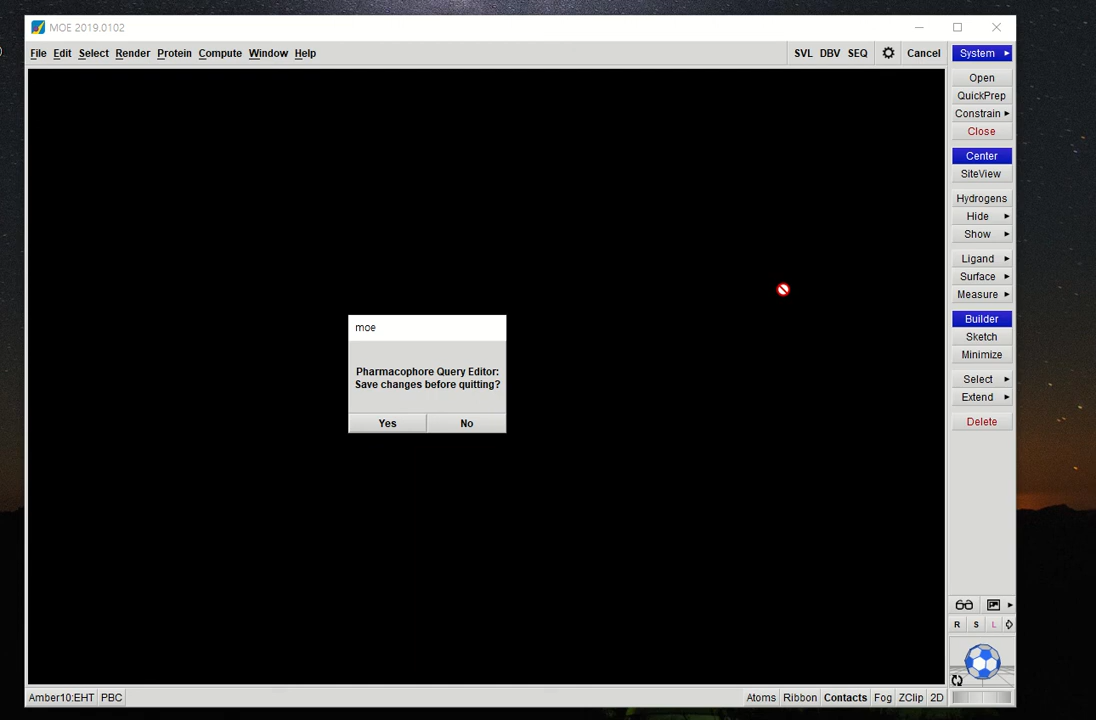 MOE 2019.0102
File Edit Select Render Protein Compute Window Help SVL DBV SEQ Cancel
System
Open
QuickPrep
Constrain
Close
Center
SiteView
Hydrogens
Hide
Show
Ligand
Surface
Measure
Builder
Sketch
Minimize
Select
Extend
Delete
moe
Pharmacophore Query Editor:
Save changes before quitting?
Yes No
R S L
Amber10:EHT PBC Atoms Ribbon Contacts Fog ZClip 2D